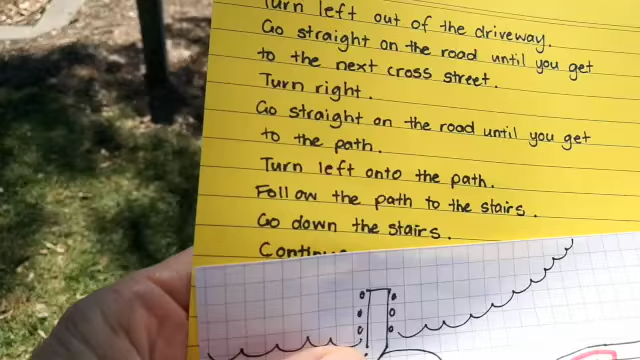 Turn left out of the driveway.
Go straight on the road until you get
to the next cross street.
Turn right.
Go straight on the road until you get
to the path.
Turn left onto the path.
Follow the path to the stairs.
Go down the stairs.